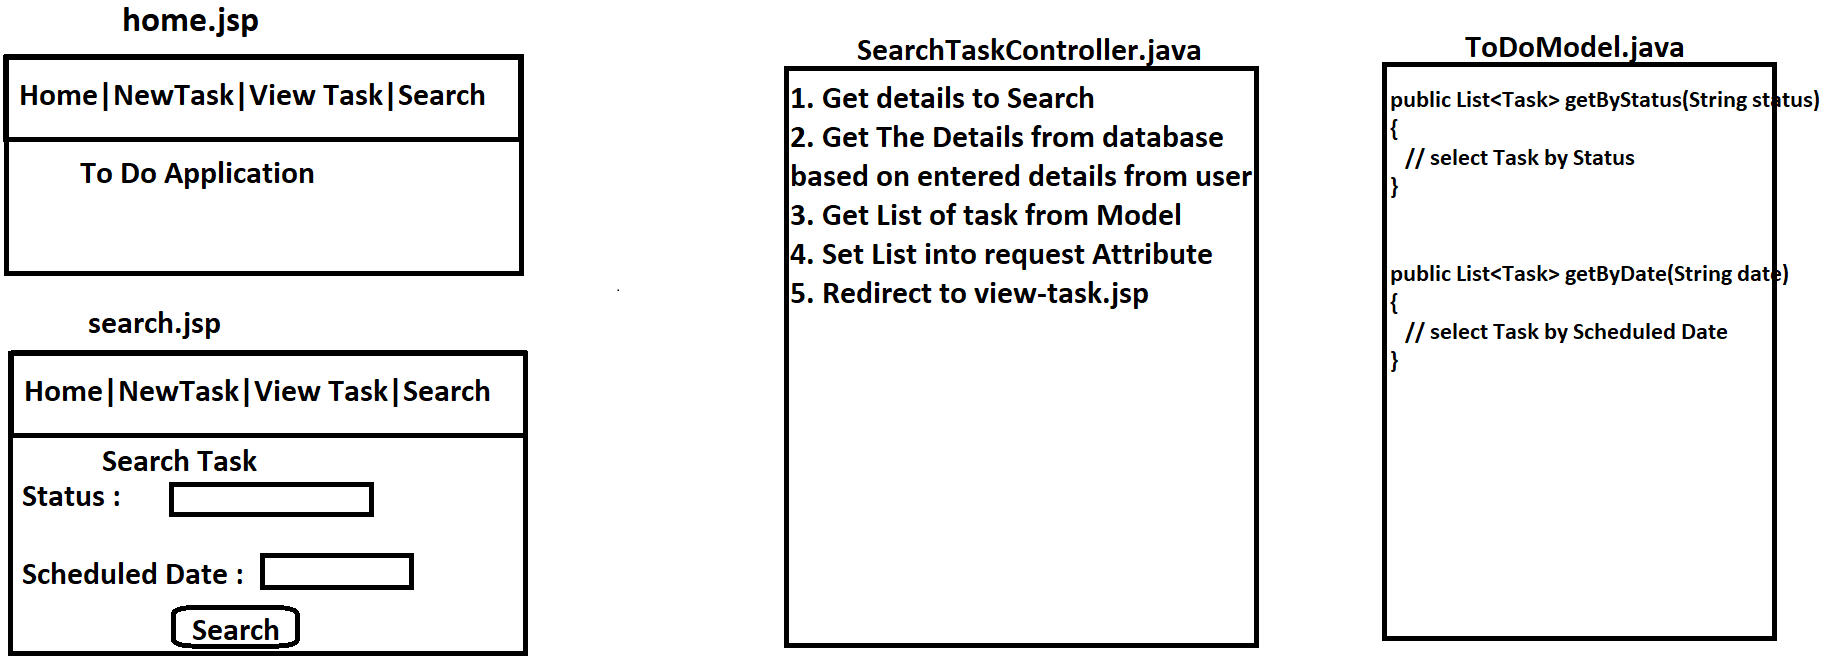 home.jsp
Home|NewTask|View Task|Search
To Do Application
search.jsp
Home|NewTask|View Task|Search
Search Task
Status :
Scheduled Date :
Search
SearchTaskController.java
1. Get details to Search
2. Get The Details from database
based on entered details from user
3. Get List of task from Model
4. Set List into request Attribute
5. Redirect to view-task.jsp
ToDoModel.java
public List<Task> getByStatus(String status)
{
// select Task by Status
}
public List<Task> getByDate(String date)
{
// select Task by Scheduled Date
}